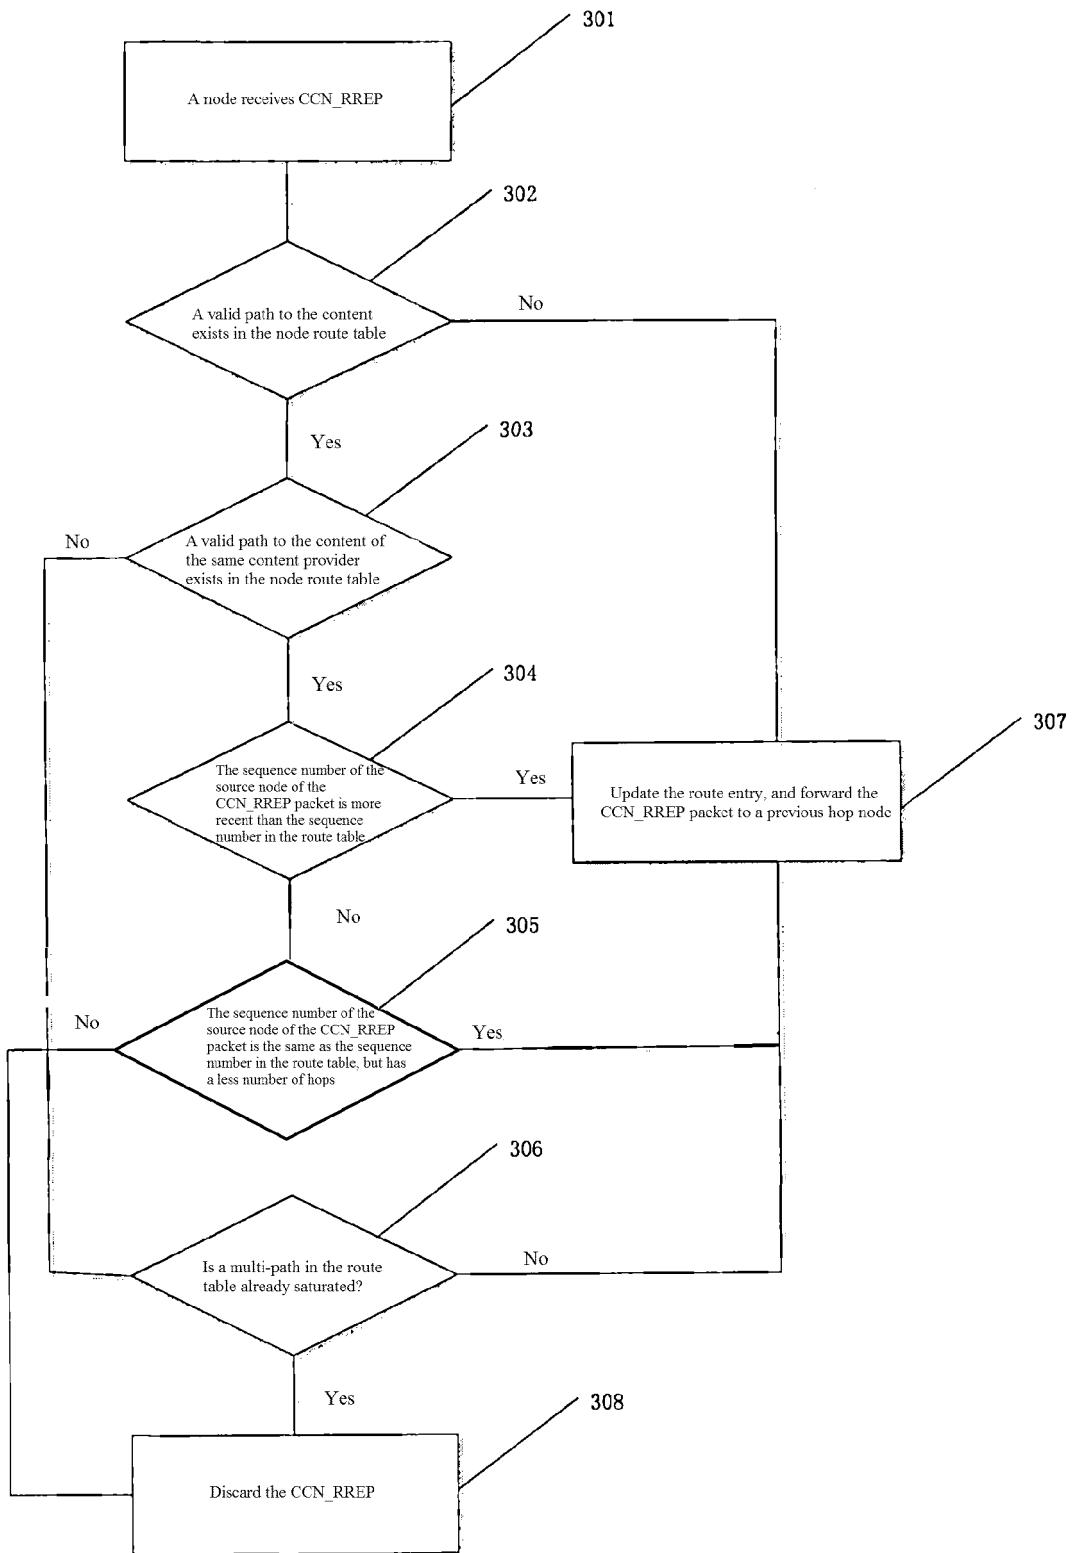 301
A node receives CCN_RREP
302
A valid path to the content
exists in the node route table
No
Yes
303
No
A valid path to the content of
the same content provider
exists in the node route table
Yes
304
The sequence number of the
source node of the
CCN_RREP packet is more
recent than the sequence
number in the route table
Yes
307
Update the route entry, and forward the
CCN_RREP packet to a previous hop node
No
305
No
The sequence number of the
source node of the CCN_RREP
packet is the same as the sequence
number in the route table, but has
a less number of hops
Yes
306
Is a multi-path in the route
table already saturated?
No
Yes
308
Discard the CCN_RREP